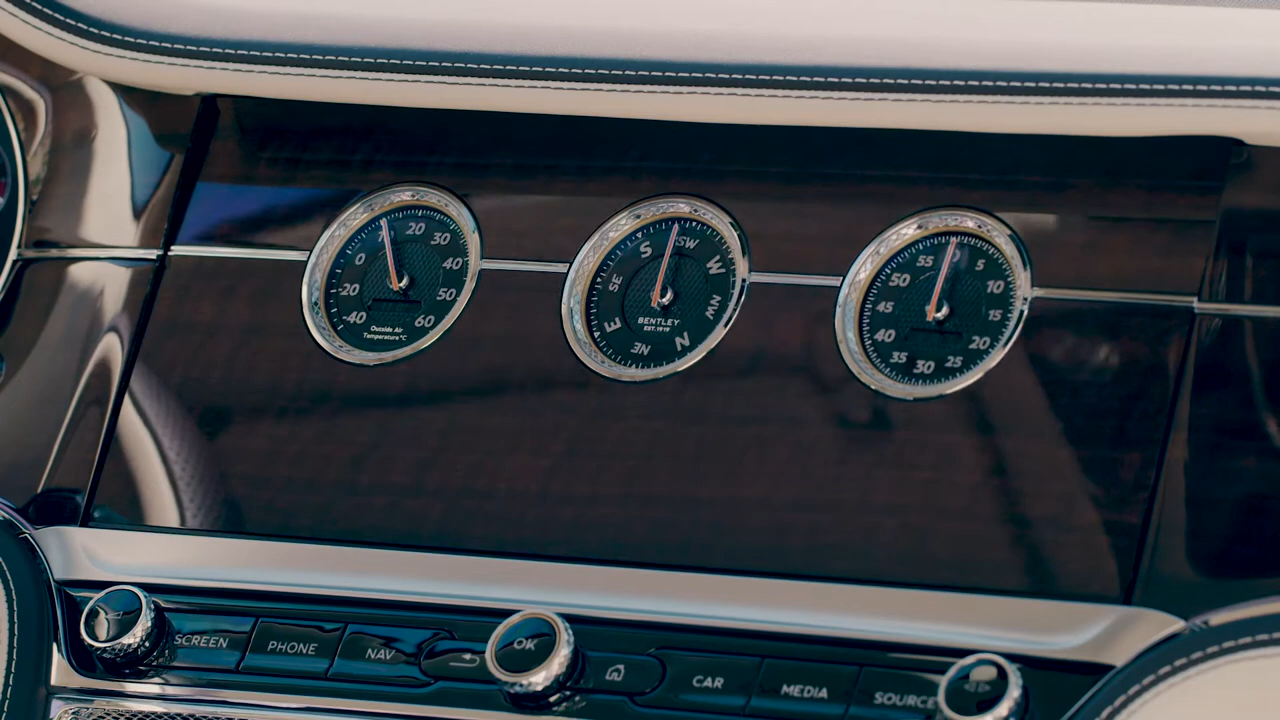 20
30
40
50
60
0
-20
-40
Outside Air
Temperature°C
S
SW
W
NW
N
NE
E
SE
BENTLEY
EST. 1919
5
10
15
20
25
30
35
40
45
50
55
SCREEN
PHONE
NAV
OK
CAR
MEDIA
SOURCE